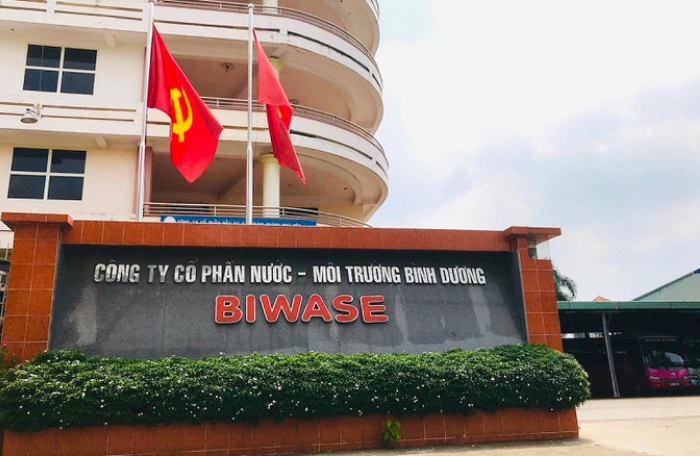 CÔNG TY CỔ PHẦN NƯỚC - MÔI TRƯỜNG BÌNH DƯƠNG
BIWASE